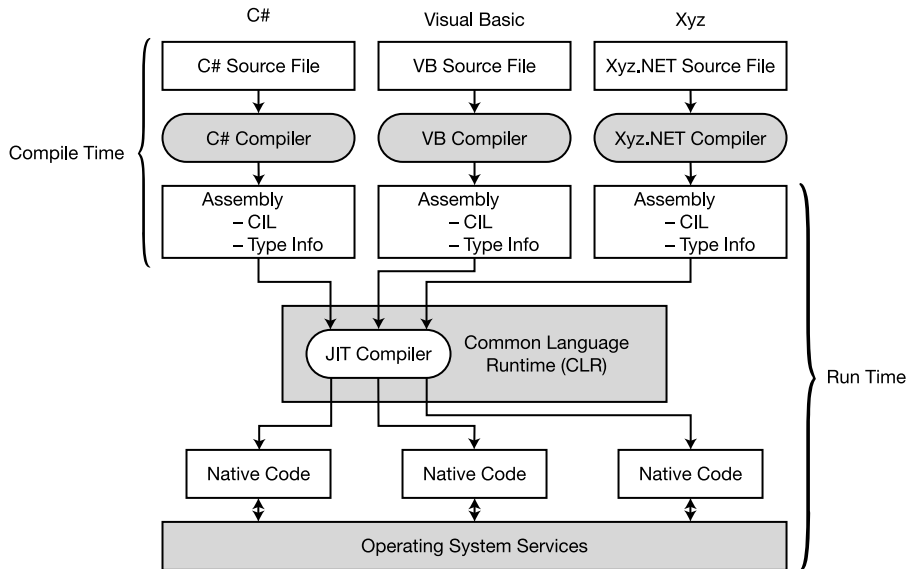 C#
Visual Basic
Xyz
C# Source File
VB Source File
Xyz.NET Source File
C# Compiler
VB Compiler
Xyz.NET Compiler
Compile Time
Assembly
– CIL
– Type Info
Assembly
– CIL
– Type Info
Assembly
– CIL
– Type Info
JIT Compiler
Common Language
Runtime (CLR)
Run Time
Native Code
Native Code
Native Code
Operating System Services